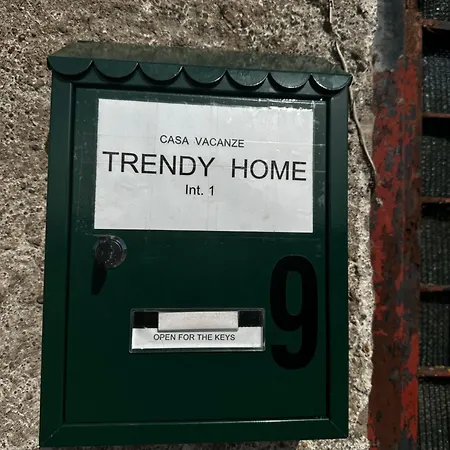 CASA VACANZE
TRENDY HOME
Int. 1
9
OPEN FOR THE KEYS